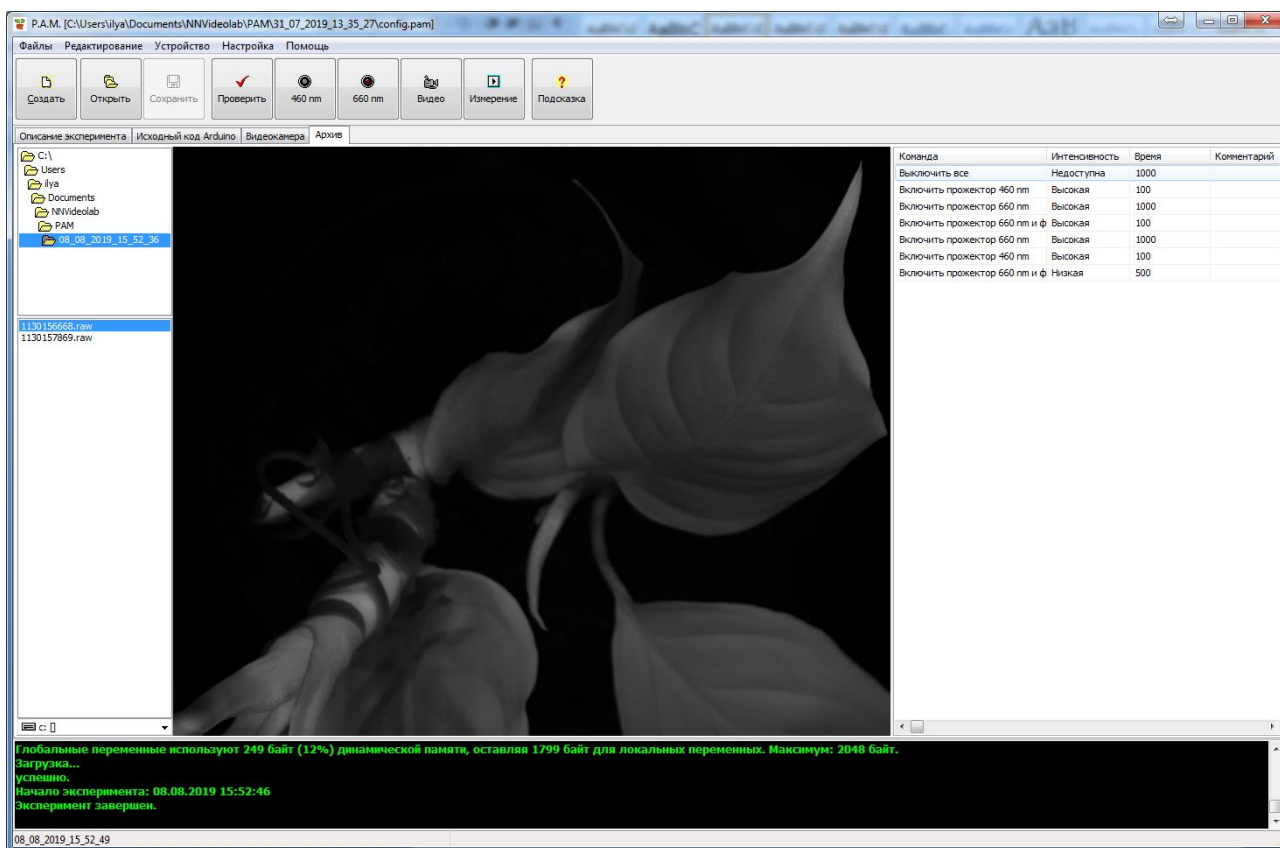 P.A.M. [C:\Users\ilya\Documents\NNVideolab\PAM\31_07_2019_13_35_27\config.pam]
Файлы Редактирование Устройство Настройка Помощь
Создать Открыть Сохранить Проверить 460 nm 660 nm Видео Измерение Подсказка
Описание эксперимента Исходный код Arduino Видеокамера Архив
C:\
Users
ilya
Documents
NNVideolab
PAM
08_08_2019_15_52_36
1130156668.raw
1130157869.raw
c: []
Команда Интенсивность Время Комментарий
Выключить все Недоступна 1000
Включить прожектор 460 nm Высокая 100
Включить прожектор 660 nm Высокая 1000
Включить прожектор 660 nm и ф Высокая 100
Включить прожектор 660 nm Высокая 1000
Включить прожектор 460 nm Высокая 100
Включить прожектор 660 nm и ф Низкая 500
Глобальные переменные используют 249 байт (12%) динамической памяти, оставляя 1799 байт для локальных переменных. Максимум: 2048 байт.
Загрузка...
успешно.
Начало эксперимента: 08.08.2019 15:52:46
Эксперимент завершен.
08_08_2019_15_52_49